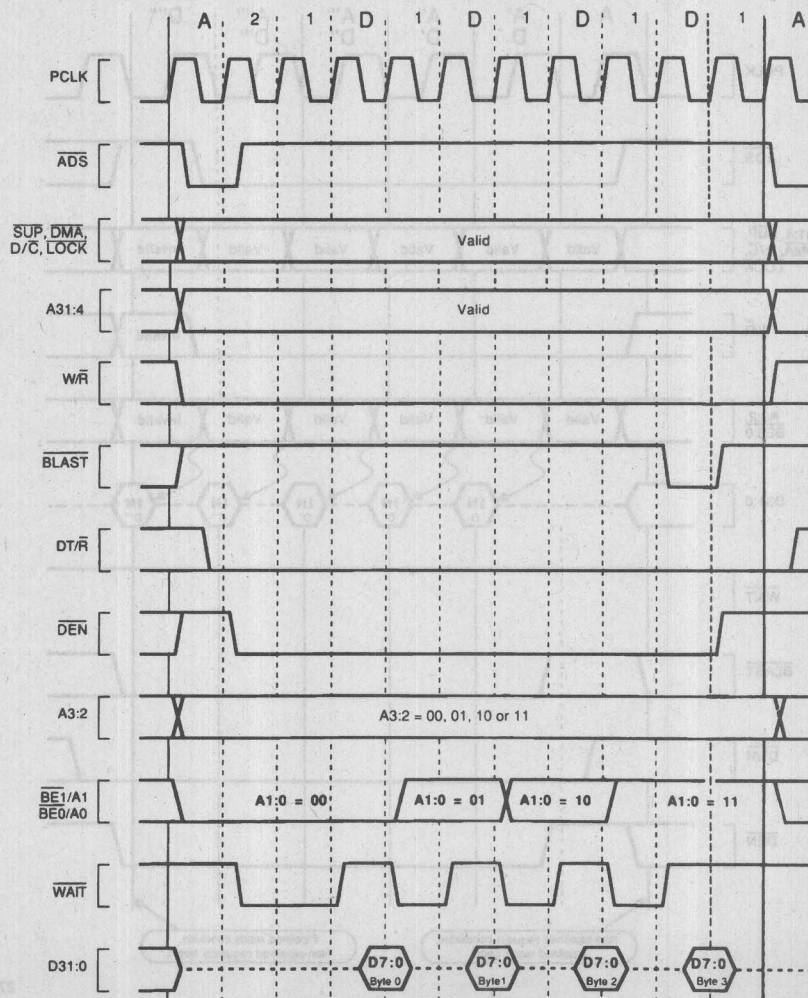 A 2 1 D 1 D 1 D 1 D 1 A
PCLK
ADS
SUP, DMA,
D/C, LOCK
Valid
A31:4
Valid
W/R
BLAST
DT/R
DEN
A3:2
A3:2 = 00, 01, 10 or 11
BE1/A1
BE0/A0
A1:0 = 00
A1:0 = 01
A1:0 = 10
A1:0 = 11
WAIT
D31:0
D7:0
Byte 0
D7:0
Byte1
D7:0
Byte 2
D7:0
Byte 3